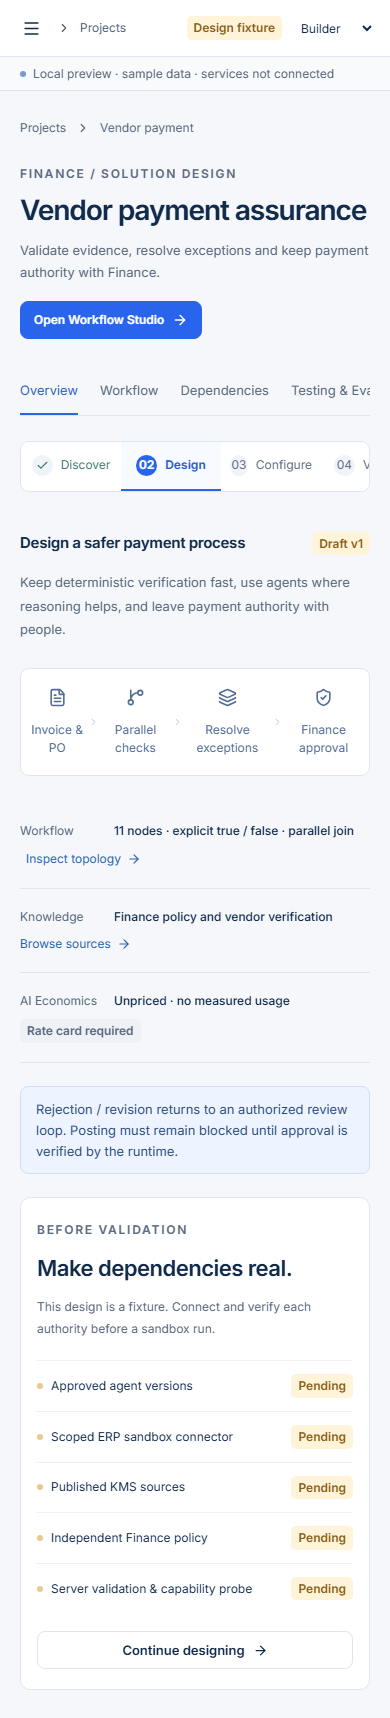 Projects
Design fixture
Builder
Local preview · sample data · services not connected
Projects
Vendor payment
FINANCE / SOLUTION DESIGN
Vendor payment assurance
Validate evidence, resolve exceptions and keep payment
authority with Finance.
Open Workflow Studio
Overview
Workflow
Dependencies
Testing & Eva
Discover
02 Design
03 Configure
04 V
Design a safer payment process
Draft v1
Keep deterministic verification fast, use agents where
reasoning helps, and leave payment authority with
people.
Invoice &
PO
Parallel
checks
Resolve
exceptions
Finance
approval
Workflow
11 nodes · explicit true / false · parallel join
Inspect topology
Knowledge
Finance policy and vendor verification
Browse sources
AI Economics
Unpriced · no measured usage
Rate card required
Rejection / revision returns to an authorized review
loop. Posting must remain blocked until approval is
verified by the runtime.
BEFORE VALIDATION
Make dependencies real.
This design is a fixture. Connect and verify each
authority before a sandbox run.
Approved agent versions
Pending
Scoped ERP sandbox connector
Pending
Published KMS sources
Pending
Independent Finance policy
Pending
Server validation & capability probe
Pending
Continue designing